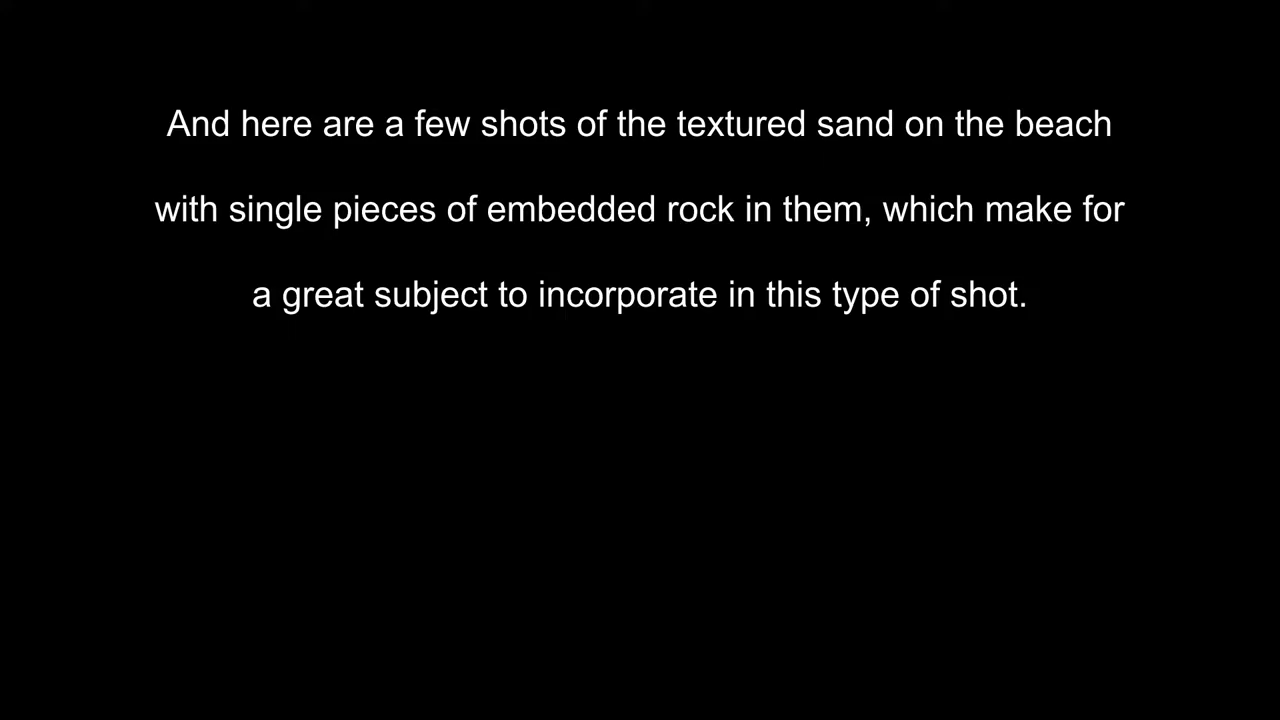 And here are a few shots of the textured sand on the beach
with single pieces of embedded rock in them, which make for
a great subject to incorporate in this type of shot.